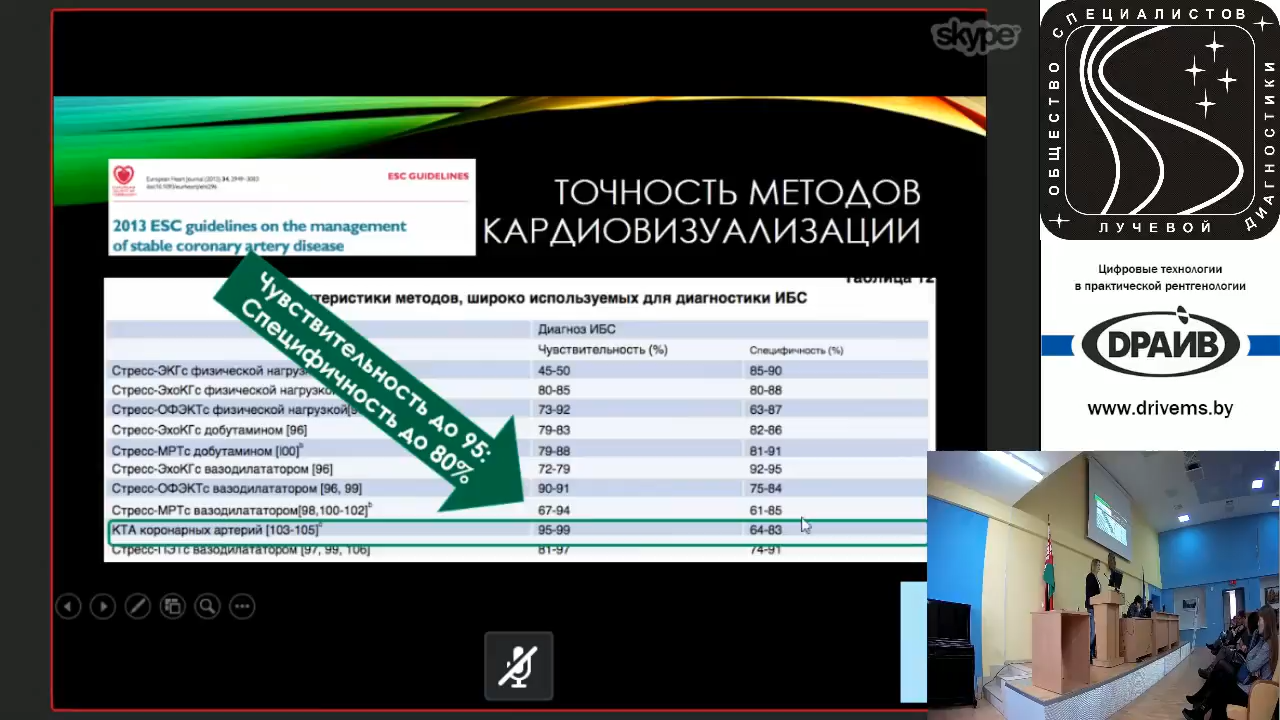 skype
ТОЧНОСТЬ МЕТОДОВ
КАРДИОВИЗУАЛИЗАЦИИ
European Heart Journal (2013) 34, 2949–3003
ESC GUIDELINES
2013 ESC guidelines on the management
of stable coronary artery disease
Таблица 12
теристики методов, широко используемых для диагностики ИБС
Чувствительность до 95:
Специфичность до 80%
Диагноз ИБС
Чувствительность (%) Специфичность (%)
Стресс-ЭКГс физической нагруз 45-50 85-90
Стресс-ЭхоКГс физической нагрузко 80-85 80-88
Стресс-ОФЭКТс физической нагрузкой[9 73-92 63-87
Стресс-ЭхоКГс добутамином [96] 79-83 82-86
Стресс-МРТс добутамином [I00]b 79-88 81-91
Стресс-ЭхоКГс вазодилататором [96] 72-79 92-95
Стресс-ОФЭКТс вазодилататором [96, 99] 90-91 75-84
Стресс-МРТс вазодилататором[98,100-102]b 67-94 61-85
КТА коронарных артерий [103-105] 95-99 64-83
Стресс-ПЭТс вазодилататором [97, 99, 106] 81-97 74-91
ОБЩЕСТВО СПЕЦИАЛИСТОВ
ЛУЧЕВОЙ ДИАГНОСТИКИ
Цифровые технологии
в практической рентгенологии
DРАЙВ
www.drivems.by